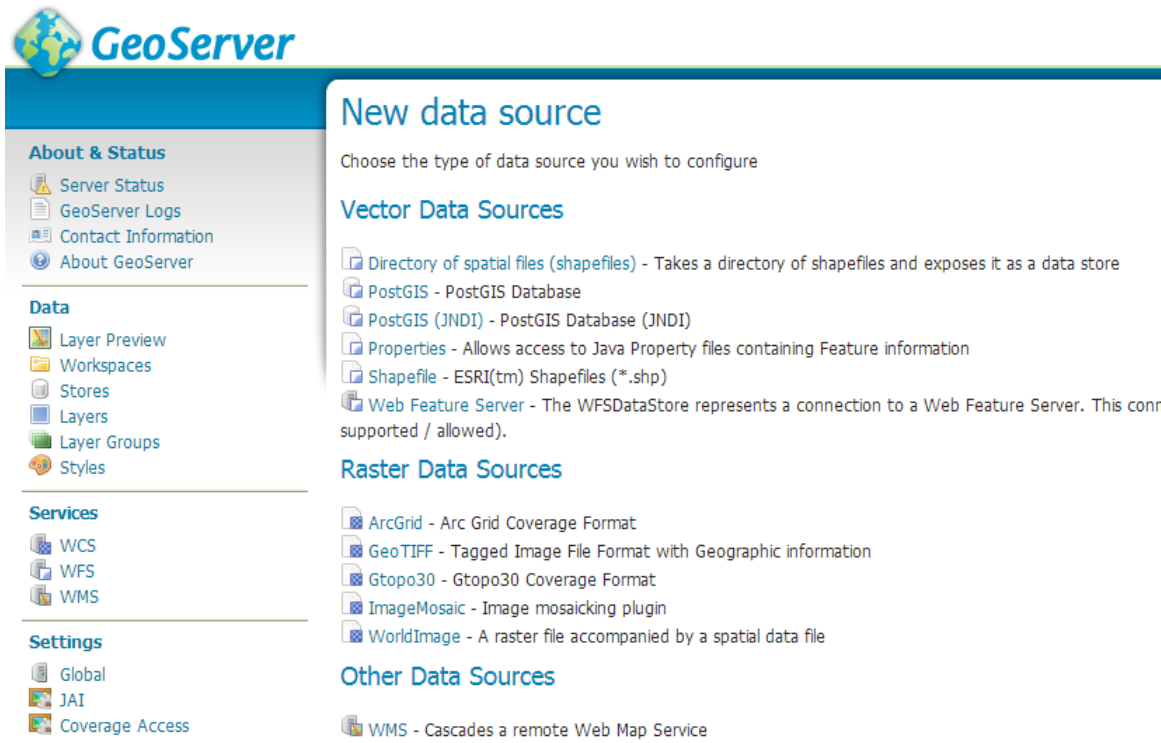 GeoServer
About & Status
Server Status
GeoServer Logs
Contact Information
About GeoServer
Data
Layer Preview
Workspaces
Stores
Layers
Layer Groups
Styles
Services
WCS
WFS
WMS
Settings
Global
JAI
Coverage Access
New data source
Choose the type of data source you wish to configure
Vector Data Sources
Directory of spatial files (shapefiles) - Takes a directory of shapefiles and exposes it as a data store
PostGIS - PostGIS Database
PostGIS (JNDI) - PostGIS Database (JNDI)
Properties - Allows access to Java Property files containing Feature information
Shapefile - ESRI(tm) Shapefiles (*.shp)
Web Feature Server - The WFSDataStore represents a connection to a Web Feature Server. This conn
supported / allowed).
Raster Data Sources
ArcGrid - Arc Grid Coverage Format
GeoTIFF - Tagged Image File Format with Geographic information
Gtopo30 - Gtopo30 Coverage Format
ImageMosaic - Image mosaicking plugin
WorldImage - A raster file accompanied by a spatial data file
Other Data Sources
WMS - Cascades a remote Web Map Service